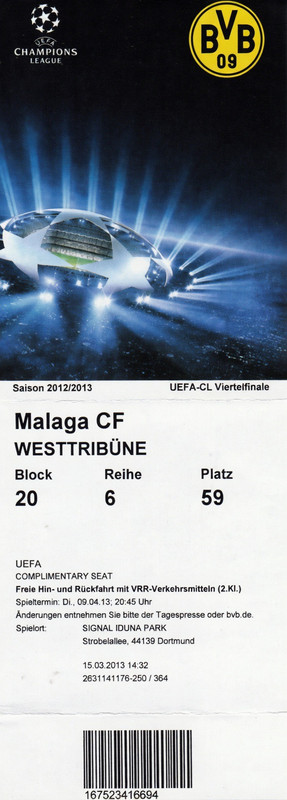 CHAMPIONS
LEAGUE
BVB
09
Saison 2012/2013 UEFA-CL Viertelfinale
Malaga CF
WESTTRIBÜNE
Block Reihe Platz
20 6 59
UEFA
COMPLIMENTARY SEAT
Freie Hin- und Rückfahrt mit VRR-Verkehrsmitteln (2.Kl.)
Spieltermin: Di., 09.04.13; 20:45 Uhr
Änderungen entnehmen Sie bitte der Tagespresse oder bvb.de.
Spielort: SIGNAL IDUNA PARK
Strobelallee, 44139 Dortmund
15.03.2013 14:32
2631141176-250 / 364
167523416694